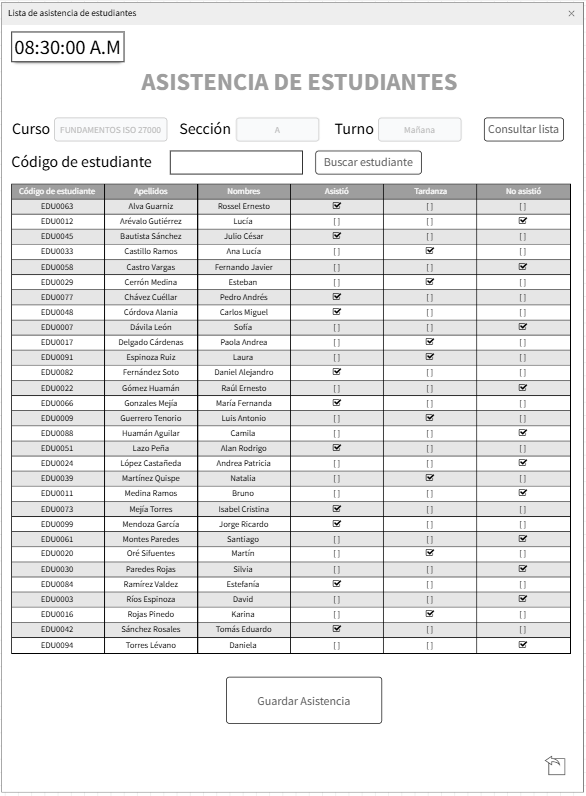 Lista de asistencia de estudiantes
08:30:00 A.M
ASISTENCIA DE ESTUDIANTES
Curso FUNDAMENTOS ISO 27000 Sección A Turno Mañana Consultar lista
Código de estudiante Buscar estudiante
Código de estudiante Apellidos Nombres Asistió Tardanza No asistió
EDU0063 Alva Guarniz Rossel Ernesto ☑ [ ] [ ]
EDU0012 Arévalo Gutiérrez Lucía [ ] [ ] ☑
EDU0045 Bautista Sánchez Julio César ☑ [ ] [ ]
EDU0033 Castillo Ramos Ana Lucía [ ] ☑ [ ]
EDU0058 Castro Vargas Fernando Javier [ ] [ ] ☑
EDU0029 Cerrón Medina Esteban [ ] ☑ [ ]
EDU0077 Chávez Cuéllar Pedro Andrés ☑ [ ] [ ]
EDU0048 Córdova Alania Carlos Miguel ☑ [ ] [ ]
EDU0007 Dávila León Sofía [ ] [ ] ☑
EDU0017 Delgado Cárdenas Paola Andrea [ ] ☑ [ ]
EDU0091 Espinoza Ruiz Laura [ ] ☑ [ ]
EDU0082 Fernández Soto Daniel Alejandro ☑ [ ] [ ]
EDU0022 Gómez Huamán Raúl Ernesto [ ] [ ] ☑
EDU0066 Gonzales Mejía María Fernanda ☑ [ ] [ ]
EDU0009 Guerrero Tenorio Luis Antonio [ ] ☑ [ ]
EDU0088 Huamán Aguilar Camila [ ] [ ] ☑
EDU0051 Lazo Peña Alan Rodrigo ☑ [ ] [ ]
EDU0024 López Castañeda Andrea Patricia [ ] [ ] ☑
EDU0039 Martínez Quispe Natalia [ ] ☑ [ ]
EDU0011 Medina Ramos Bruno [ ] [ ] ☑
EDU0073 Mejía Torres Isabel Cristina ☑ [ ] [ ]
EDU0099 Mendoza García Jorge Ricardo ☑ [ ] [ ]
EDU0061 Montes Paredes Santiago [ ] [ ] ☑
EDU0020 Oré Sifuentes Martín [ ] ☑ [ ]
EDU0030 Paredes Rojas Silvia [ ] [ ] ☑
EDU0084 Ramírez Valdez Estefanía ☑ [ ] [ ]
EDU0003 Ríos Espinoza David [ ] [ ] ☑
EDU0016 Rojas Pinedo Karina [ ] ☑ [ ]
EDU0042 Sánchez Rosales Tomás Eduardo ☑ [ ] [ ]
EDU0094 Torres Lévano Daniela [ ] [ ] ☑
Guardar Asistencia